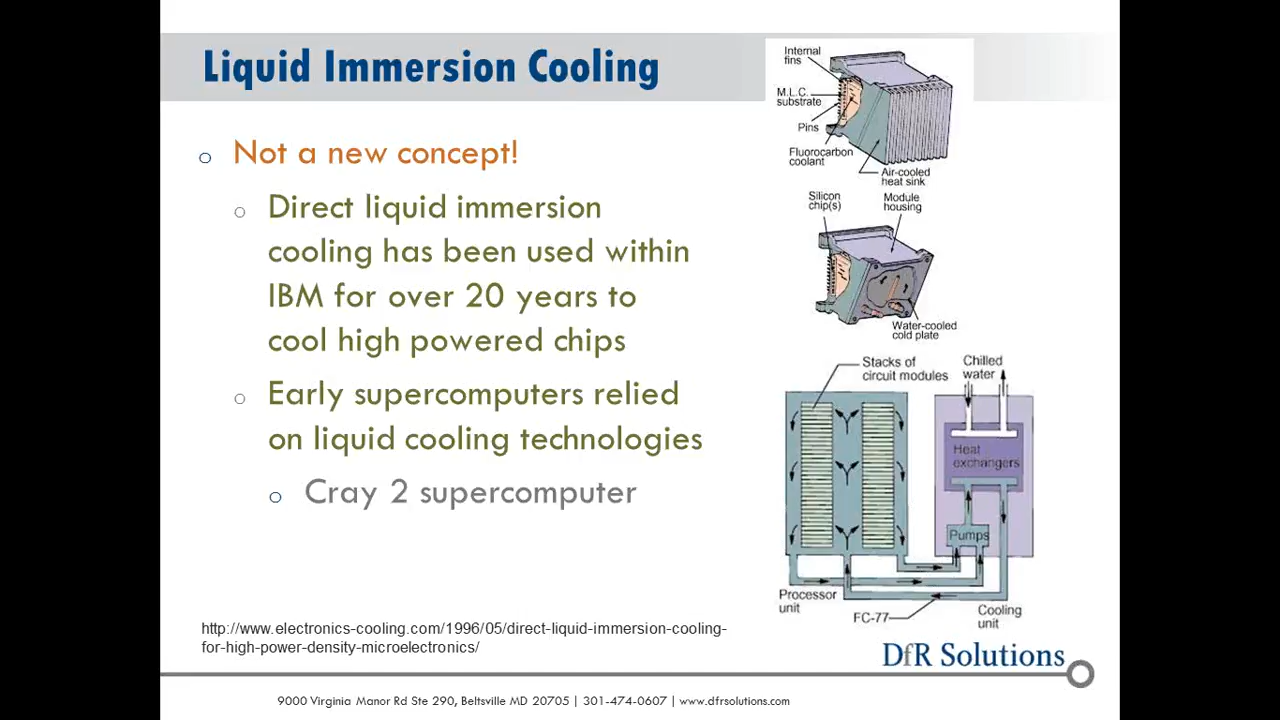 Liquid Immersion Cooling
o Not a new concept!
o Direct liquid immersion
cooling has been used within
IBM for over 20 years to
cool high powered chips
o Early supercomputers relied
on liquid cooling technologies
o Cray 2 supercomputer
http://www.electronics-cooling.com/1996/05/direct-liquid-immersion-cooling-
for-high-power-density-microelectronics/
Internal
fins
M.L.C.
substrate
Pins
Fluorocarbon
coolant
Air-cooled
heat sink
Silicon
chip(s)
Module
housing
Water-cooled
cold plate
Stacks of
circuit modules
Chilled
water
Heat
exchangers
Pumps
Processor
unit
FC-77
Cooling
unit
DfR Solutions
9000 Virginia Manor Rd Ste 290, Beltsville MD 20705 | 301-474-0607 | www.dfrsolutions.com